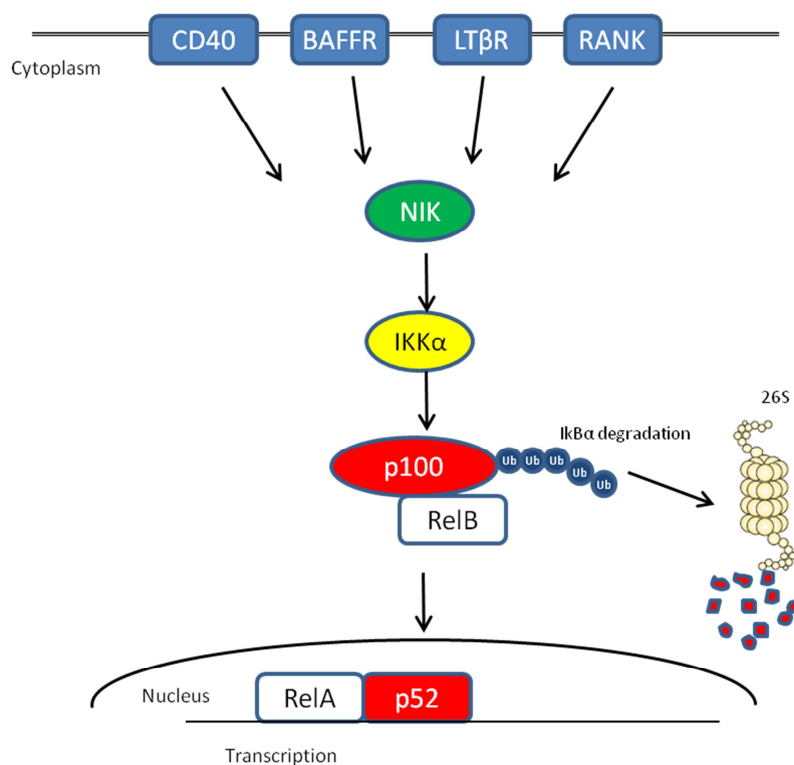 CD40 BAFFR LTβR RANK
Cytoplasm
NIK
IKKα
26S
IkBα degradation
p100 Ub Ub Ub Ub Ub
RelB
Nucleus RelA p52
Transcription